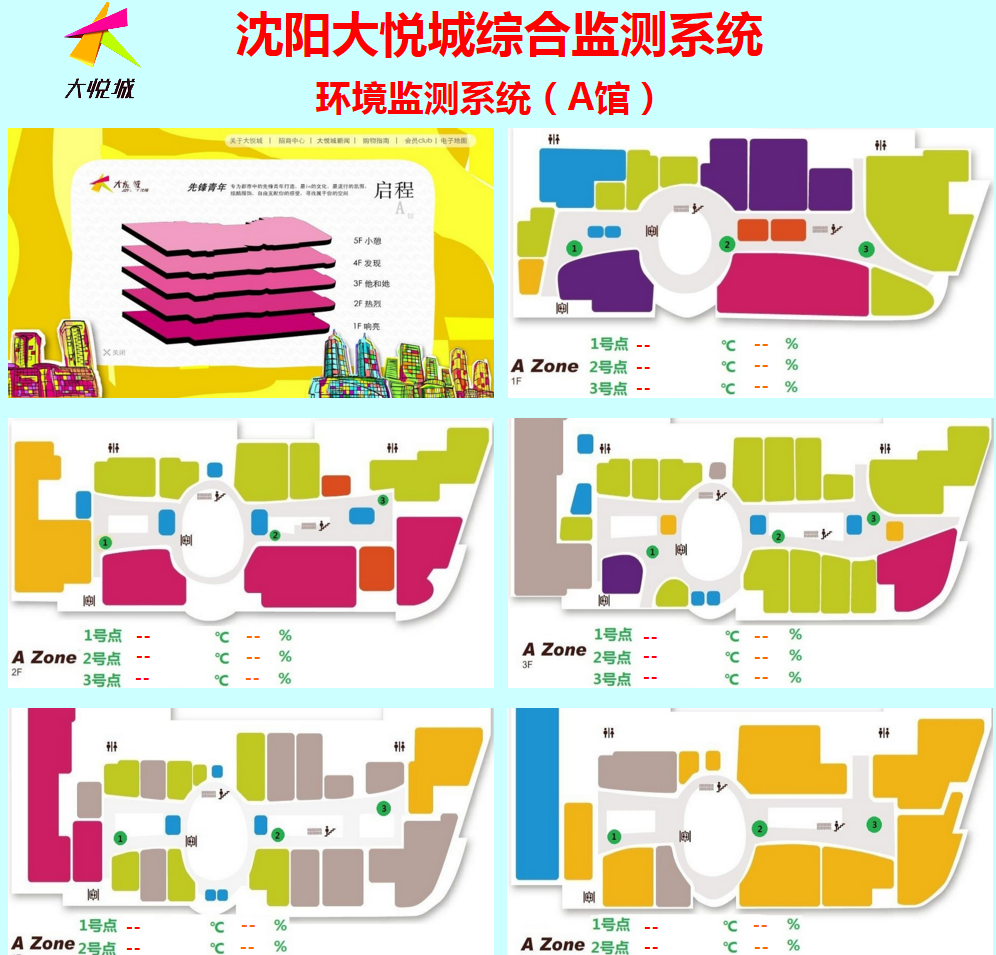 大悦城
沈阳大悦城综合监测系统
环境监测系统（A馆）
关于大悦城 | 招商中心 | 大悦城新闻 | 购物指南 | 会员club | 电子地图
大悦城
先锋青年
启程
A
5F 小憩
4F 发现
3F 他和她
2F 热烈
1F 响亮
关闭
1
2
3
A Zone
1F
1号点 -- ℃ -- %
2号点 -- ℃ -- %
3号点 -- ℃ -- %
1
2
3
A Zone
2F
1号点 -- ℃ -- %
2号点 -- ℃ -- %
3号点 -- ℃ -- %
1
2
3
A Zone
3F
1号点 -- ℃ -- %
2号点 -- ℃ -- %
3号点 -- ℃ -- %
1
2
3
A Zone
1号点 -- ℃ -- %
2号点 -- ℃ -- %
1
2
3
A Zone
1号点 -- ℃ -- %
2号点 -- ℃ -- %